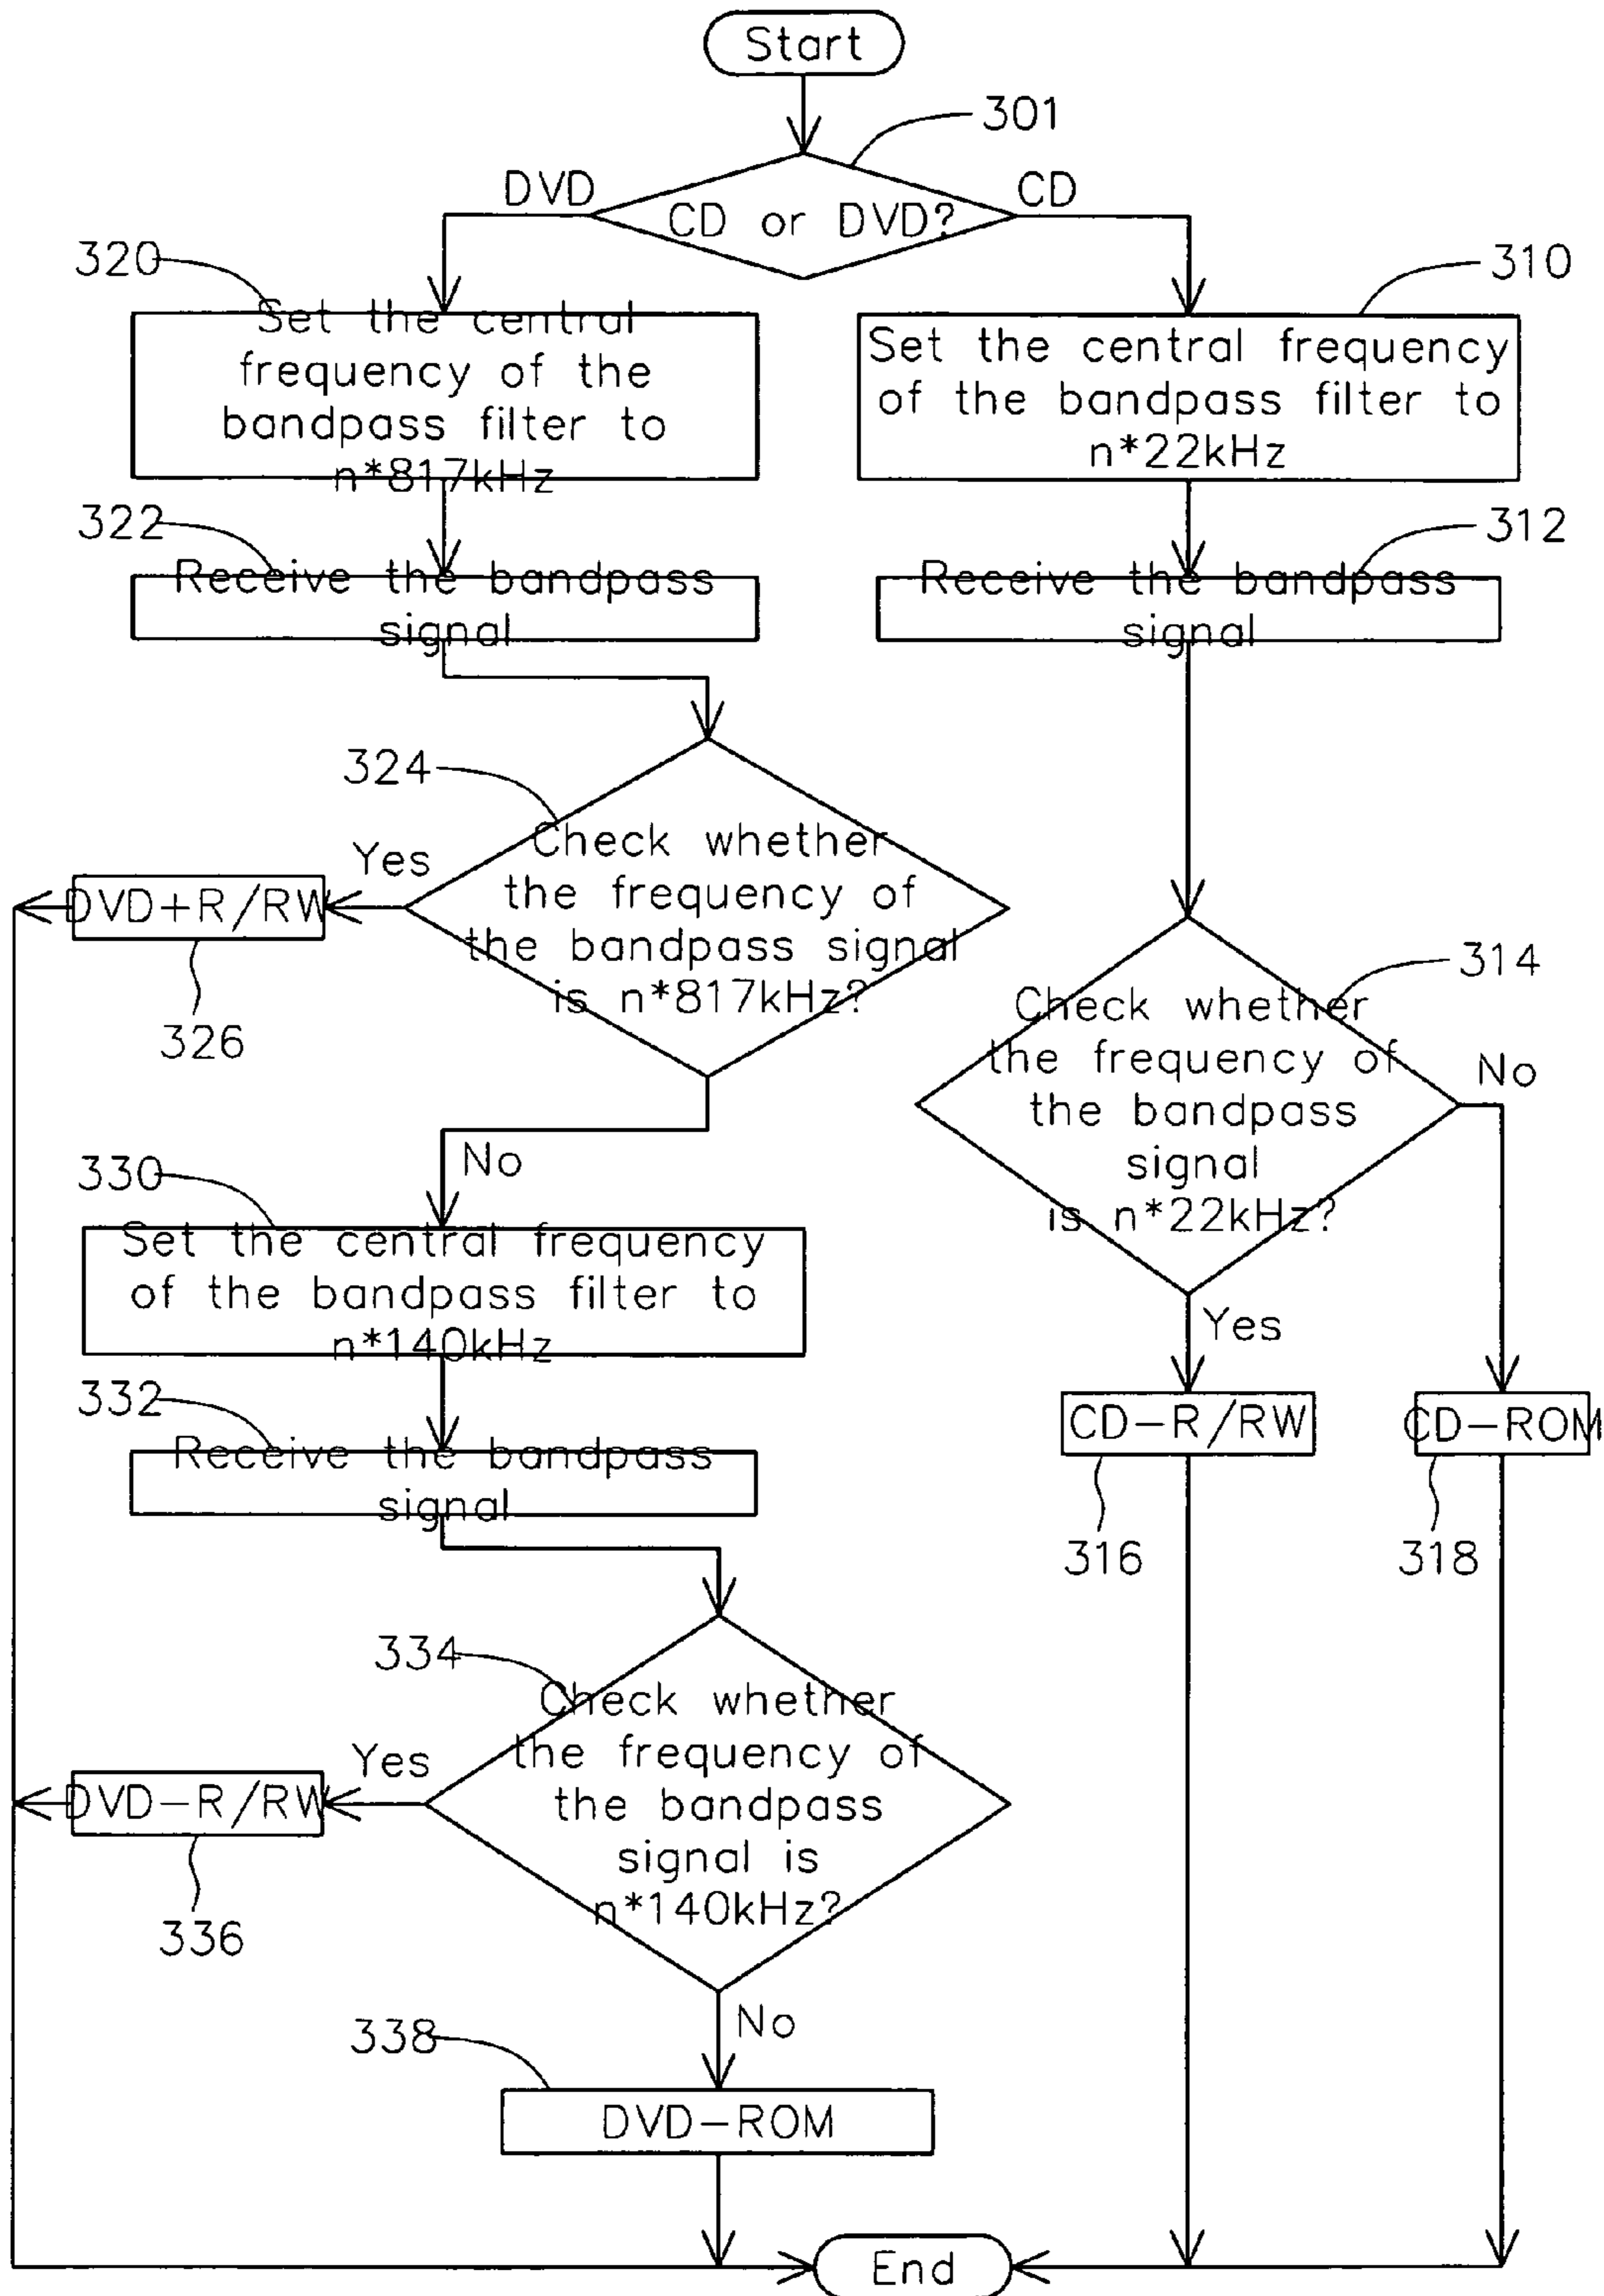 Start
301
DVD
CD
CD or DVD?
320
310
Set the central
frequency of the
bandpass filter to
n*817kHz
Set the central frequency
of the bandpass filter to
n*22kHz
322
312
Receive the bandpass
signal
Receive the bandpass
signal
324
Check whether
the frequency of
the bandpass signal
is n*817kHz?
Yes
DVD+R/RW
326
314
Check whether
the frequency of
the bandpass
signal
is n*22kHz?
No
No
330
Set the central frequency
of the bandpass filter to
n*140kHz
Yes
332
Receive the bandpass
signal
CD-R/RW
CD-ROM
316
318
334
Check whether
the frequency of
the bandpass
signal is
n*140kHz?
Yes
DVD-R/RW
336
No
338
DVD-ROM
End